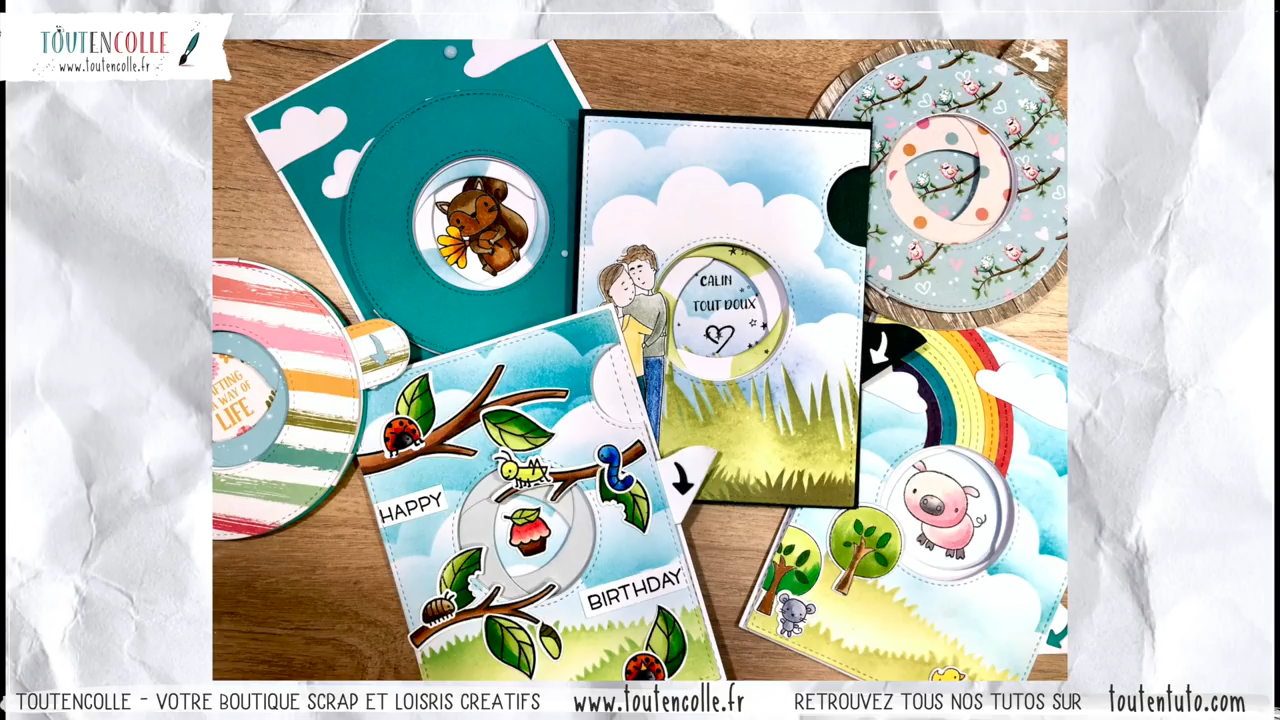 TOUTENCOLLE
www.toutencolle.fr
CALIN
TOUT DOUX
WAY OF
LIFE
HAPPY
BIRTHDAY
TOUTENCOLLE - VOTRE BOUTIQUE SCRAP ET LOISRIS CREATIFS www.toutencolle.fr RETROUVEZ TOUS NOS TUTOS SUR toutentuto.com